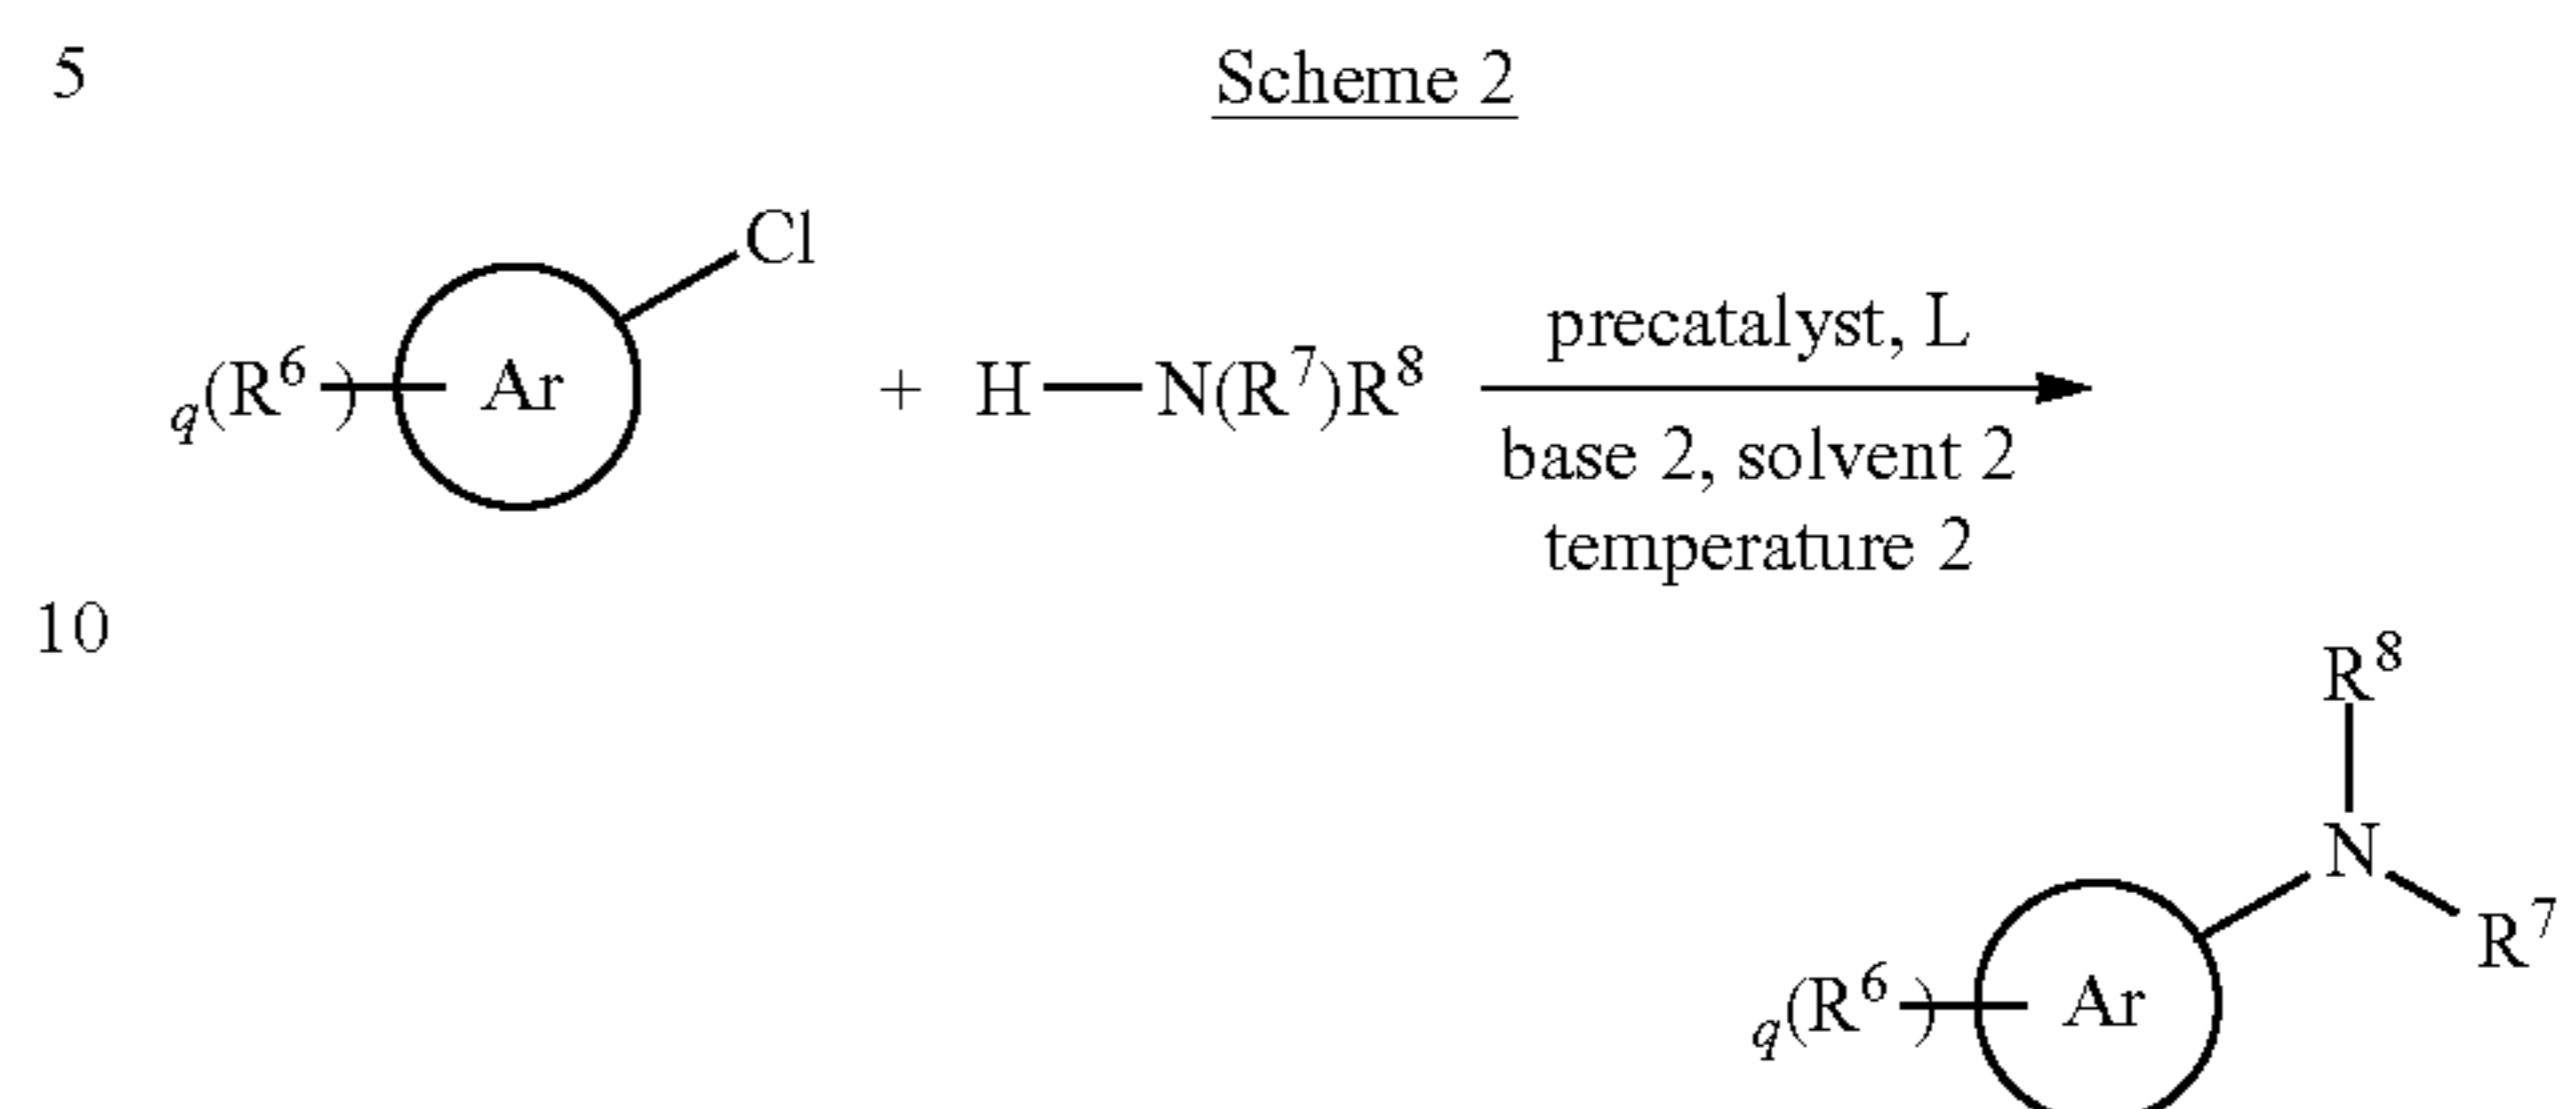 5
Scheme 2
Cl
q(R⁶ ) Ar + H—N(R⁷)R⁸
precatalyst, L
base 2, solvent 2
temperature 2
10
R⁸
N
R⁷
q(R⁶ ) Ar